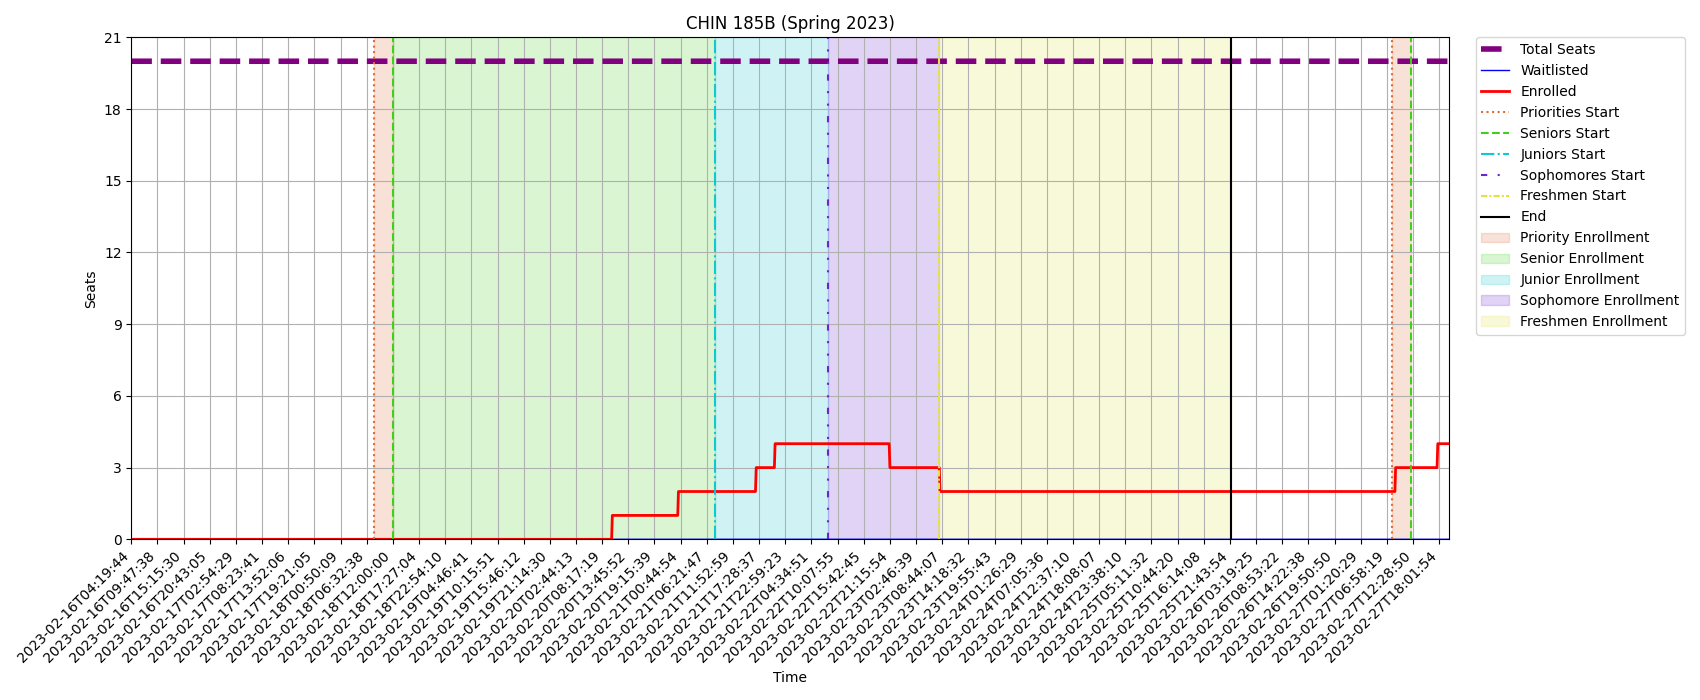 CHIN 185B (Spring 2023)
21
18
15
12
9
6
3
0
Seats
2023-02-16T04:19:44
2023-02-16T09:47:38
2023-02-16T15:15:30
2023-02-16T20:43:05
2023-02-17T02:54:29
2023-02-17T08:23:41
2023-02-17T13:52:06
2023-02-17T19:21:05
2023-02-18T00:50:09
2023-02-18T06:32:38
2023-02-18T12:00:00
2023-02-18T17:27:04
2023-02-18T22:54:10
2023-02-19T04:46:41
2023-02-19T10:15:51
2023-02-19T15:46:12
2023-02-19T21:14:30
2023-02-20T02:44:13
2023-02-20T08:17:19
2023-02-20T13:45:52
2023-02-20T19:15:39
2023-02-21T00:44:54
2023-02-21T06:21:47
2023-02-21T11:52:59
2023-02-21T17:28:37
2023-02-21T22:59:23
2023-02-22T04:34:51
2023-02-22T10:07:55
2023-02-22T15:42:45
2023-02-22T21:15:54
2023-02-23T02:46:39
2023-02-23T08:44:07
2023-02-23T14:18:32
2023-02-23T19:55:43
2023-02-24T01:26:29
2023-02-24T07:05:36
2023-02-24T12:37:10
2023-02-24T18:08:07
2023-02-24T23:38:10
2023-02-25T05:11:32
2023-02-25T10:44:20
2023-02-25T16:14:08
2023-02-25T21:43:54
2023-02-26T03:19:25
2023-02-26T08:53:22
2023-02-26T14:22:38
2023-02-26T19:50:50
2023-02-27T01:20:29
2023-02-27T06:58:19
2023-02-27T12:28:50
2023-02-27T18:01:54
Time
Total Seats
Waitlisted
Enrolled
Priorities Start
Seniors Start
Juniors Start
Sophomores Start
Freshmen Start
End
Priority Enrollment
Senior Enrollment
Junior Enrollment
Sophomore Enrollment
Freshmen Enrollment